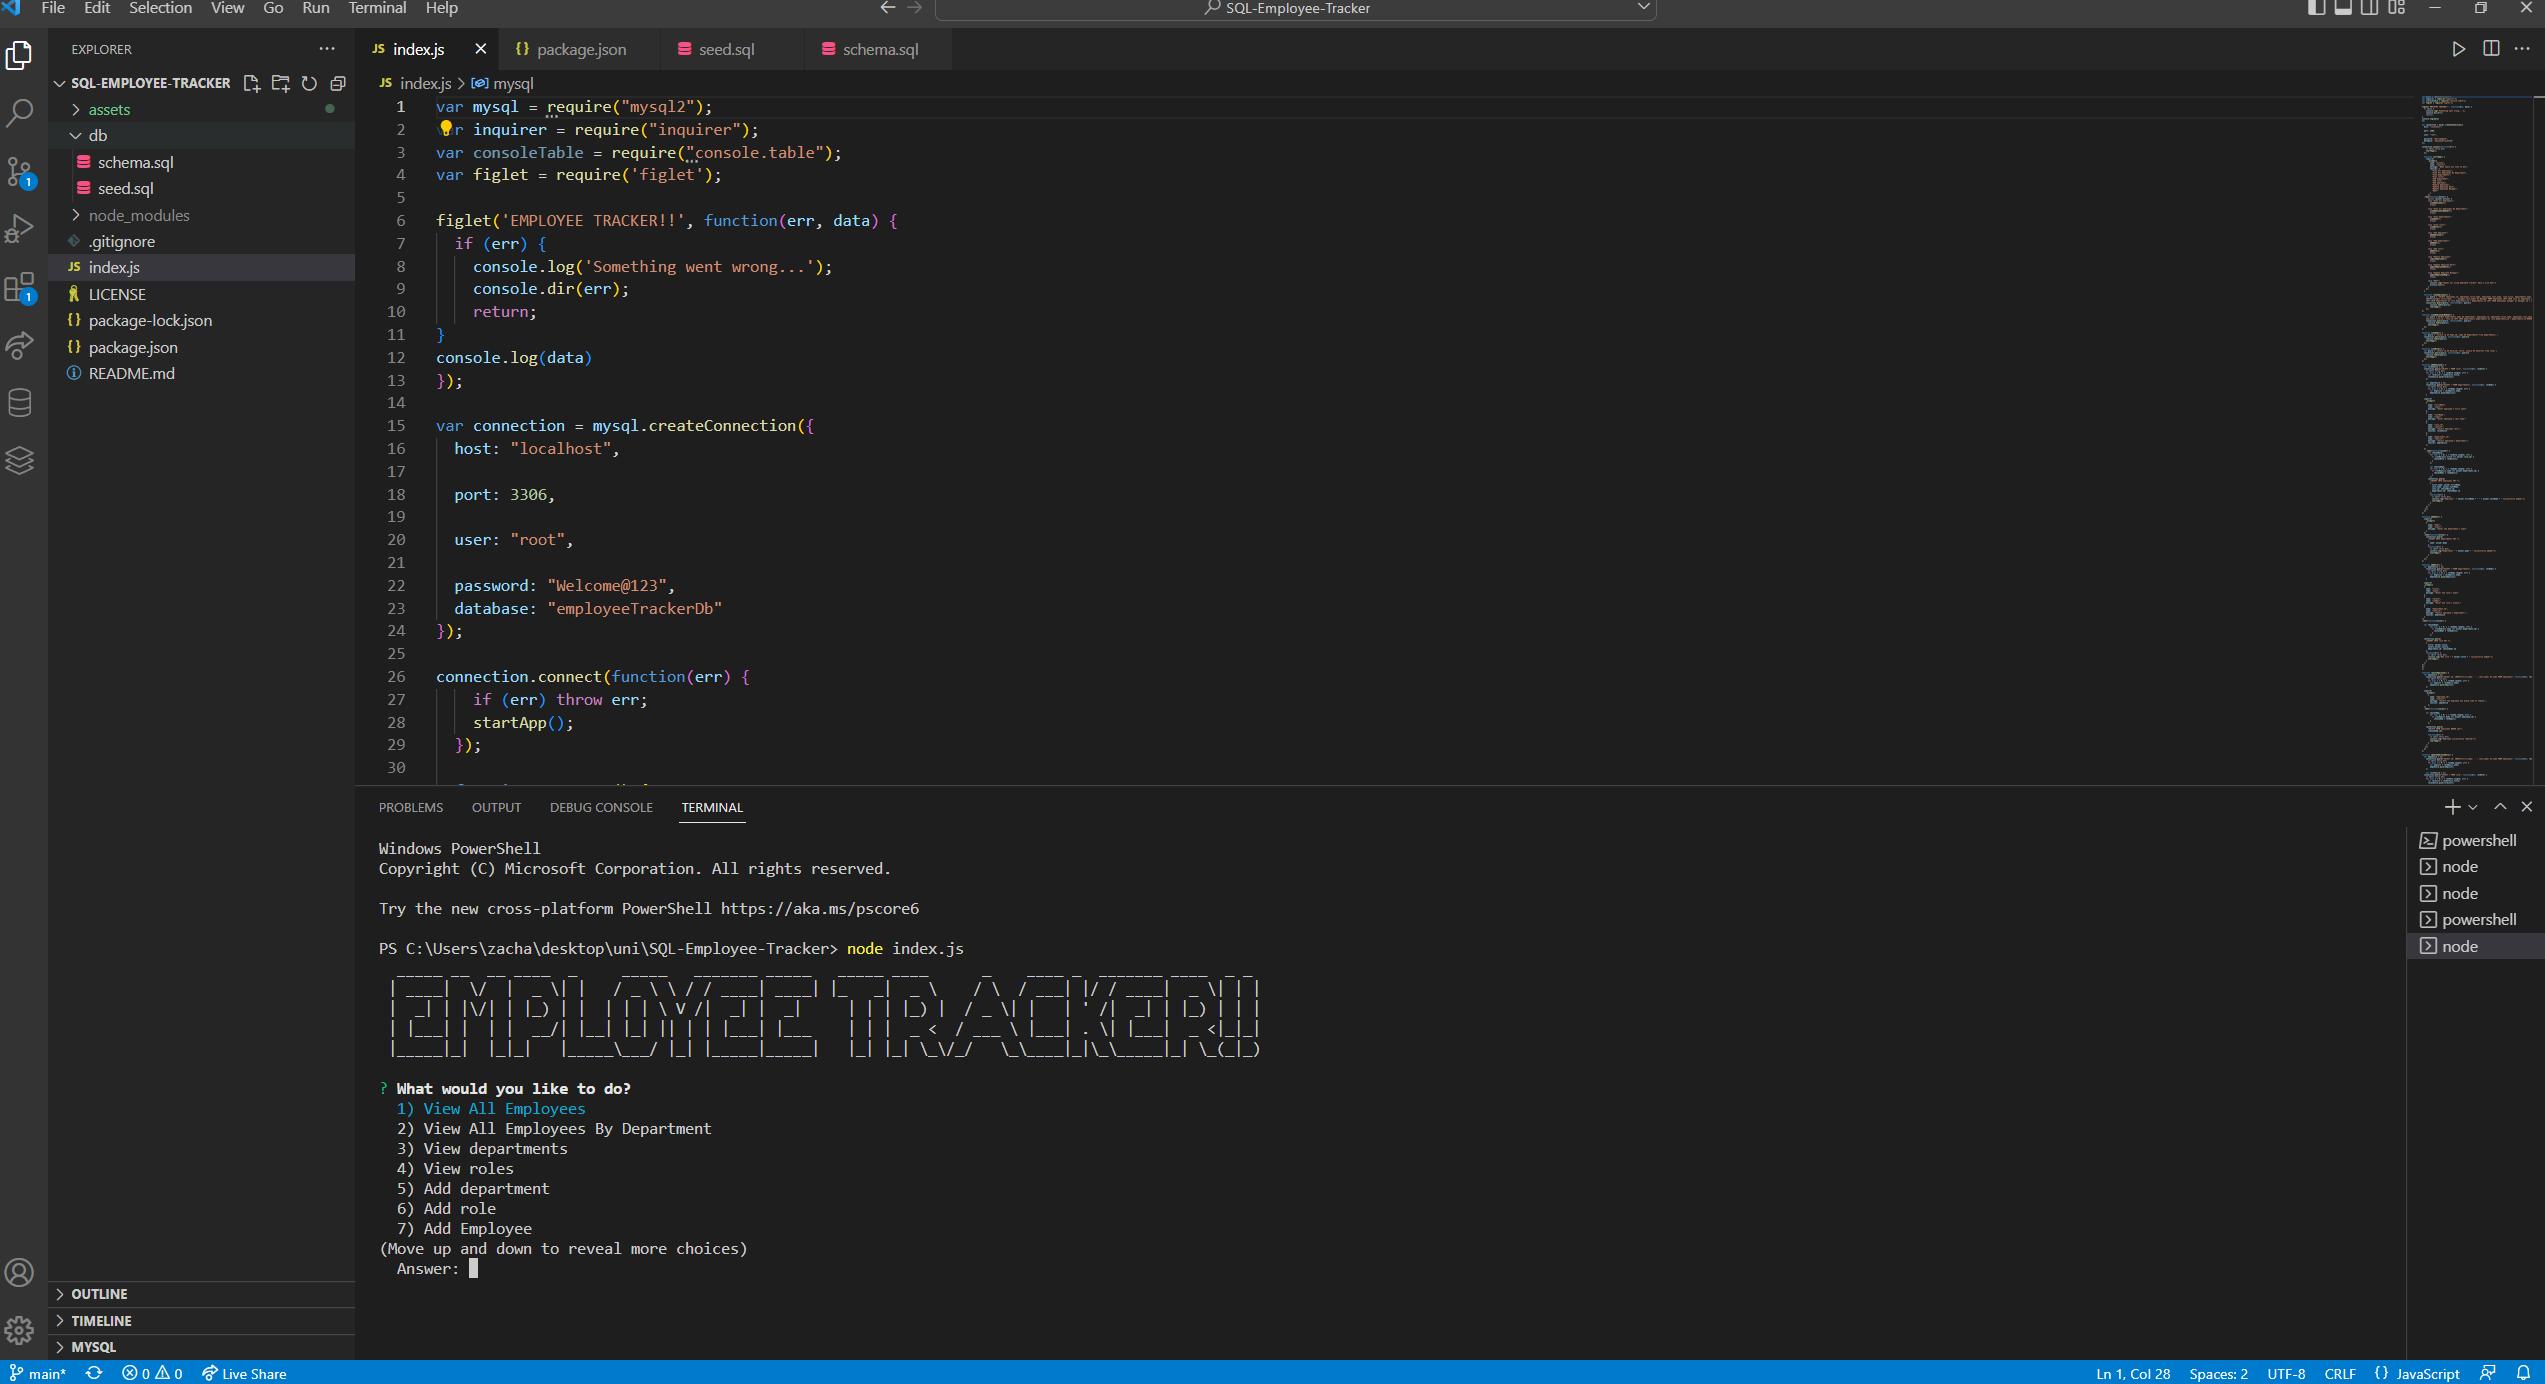 File Edit Selection View Go Run Terminal Help
SQL-Employee-Tracker
EXPLORER
SQL-EMPLOYEE-TRACKER
assets
db
schema.sql
seed.sql
node_modules
.gitignore
index.js
LICENSE
package-lock.json
package.json
README.md
OUTLINE
TIMELINE
MYSQL
1
1
JS index.js
{} package.json
seed.sql
schema.sql
JS index.js > mysql
1 var mysql = require("mysql2");
2 var inquirer = require("inquirer");
3 var consoleTable = require("console.table");
4 var figlet = require('figlet');
5
6 figlet('EMPLOYEE TRACKER!!', function(err, data) {
7 if (err) {
8 console.log('Something went wrong...');
9 console.dir(err);
10 return;
11 }
12 console.log(data)
13 });
14
15 var connection = mysql.createConnection({
16 host: "localhost",
17
18 port: 3306,
19
20 user: "root",
21
22 password: "Welcome@123",
23 database: "employeeTrackerDb"
24 });
25
26 connection.connect(function(err) {
27 if (err) throw err;
28 startApp();
29 });
30
PROBLEMS OUTPUT DEBUG CONSOLE TERMINAL
Windows PowerShell
Copyright (C) Microsoft Corporation. All rights reserved.
Try the new cross-platform PowerShell https://aka.ms/pscore6
PS C:\Users\zacha\desktop\uni\SQL-Employee-Tracker> node index.js
EMPLOYEE TRACKER!!
? What would you like to do?
1) View All Employees
2) View All Employees By Department
3) View departments
4) View roles
5) Add department
6) Add role
7) Add Employee
(Move up and down to reveal more choices)
Answer:
powershell
node
node
powershell
node
main* 0 0 Live Share
Ln 1, Col 28 Spaces: 2 UTF-8 CRLF {} JavaScript